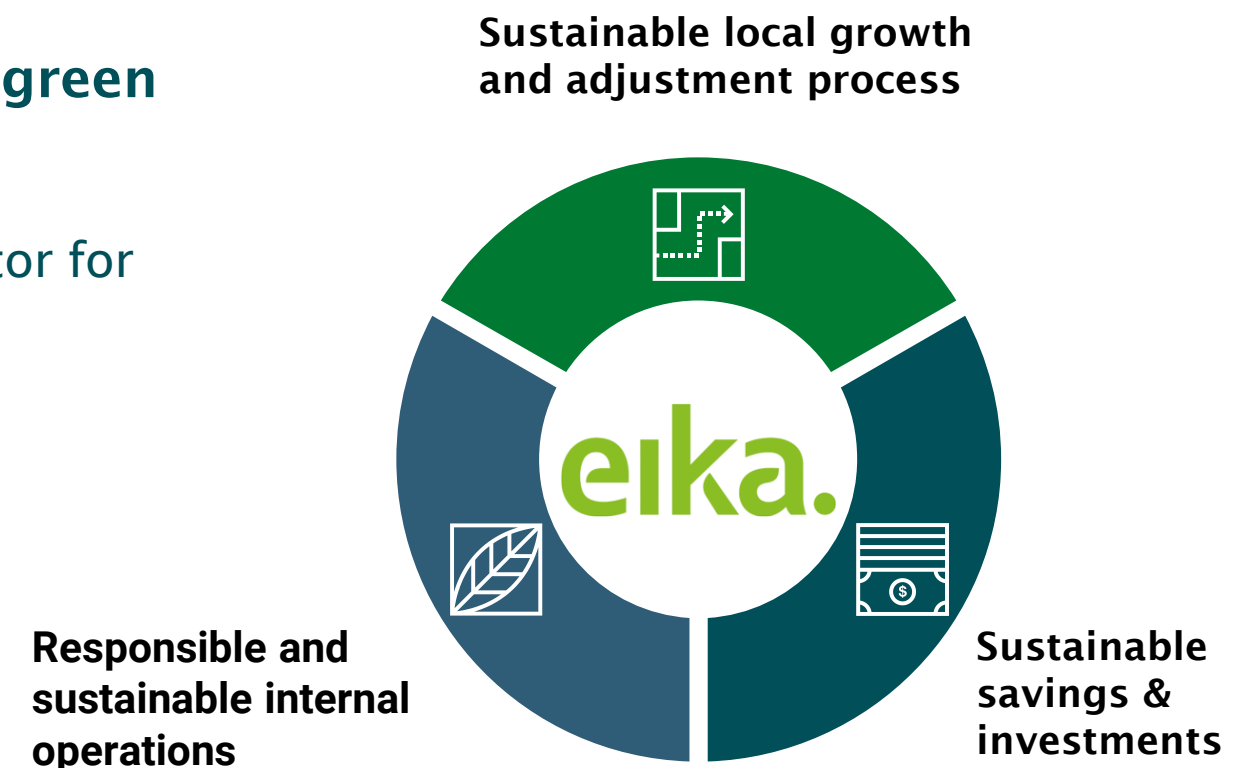 Sustainable local growth
and adjustment process
green
tor for
eika.
$
Responsible and
sustainable internal
operations
Sustainable
savings &
investments